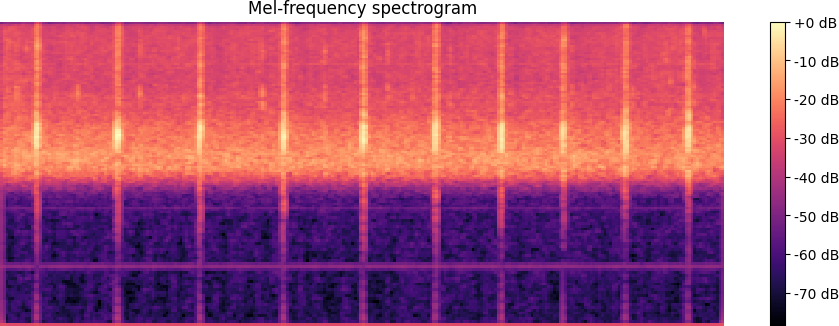 Mel-frequency spectrogram
+0 dB
-10 dB
-20 dB
-30 dB
-40 dB
-50 dB
-60 dB
-70 dB